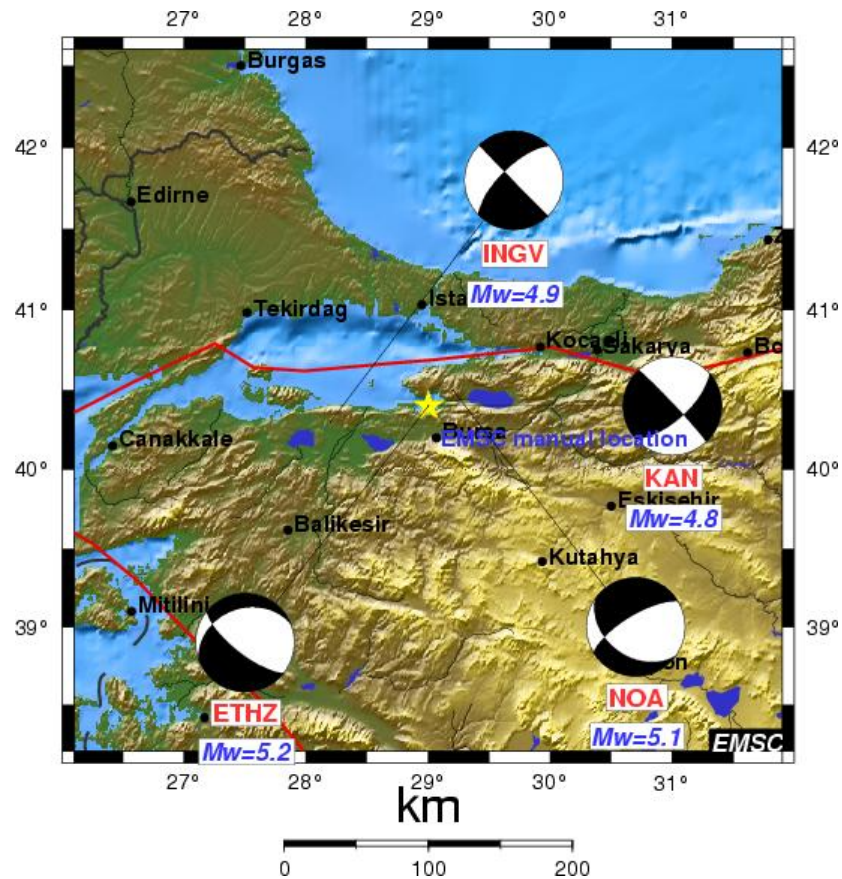 27° 28° 29° 30° 31°
Burgas
42° 42°
Edirne
INGV
Mw=4.9
41° 41°
Tekirdag
Kocaeli
Sakarya
Canakkale
EMSC manual location
40° 40°
KAN
Eskisehir
Mw=4.8
Balikesir
Kutahya
39° 39°
Mitilini
NOA
ETHZ
Mw=5.1
Mw=5.2
EMSC
27° 28° 29° 30° 31°
km
0 100 200